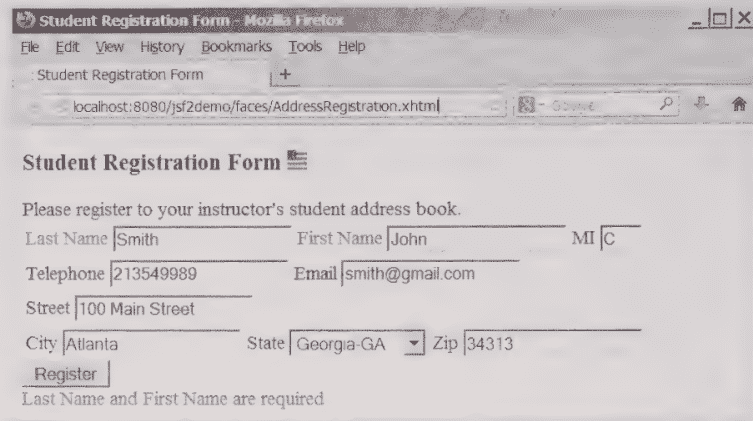 Student Registration Form - Mozilla Firefox
File Edit View History Bookmarks Tools Help
Student Registration Form +
localhost:8080/jsf2demo/faces/AddressRegistration.xhtml
Student Registration Form
Please register to your instructor's student address book.
Last Name Smith First Name John MI C
Telephone 213549989 Email smith@gmail.com
Street 100 Main Street
City Atlanta State Georgia-GA Zip 34313
Register
Last Name and First Name are required